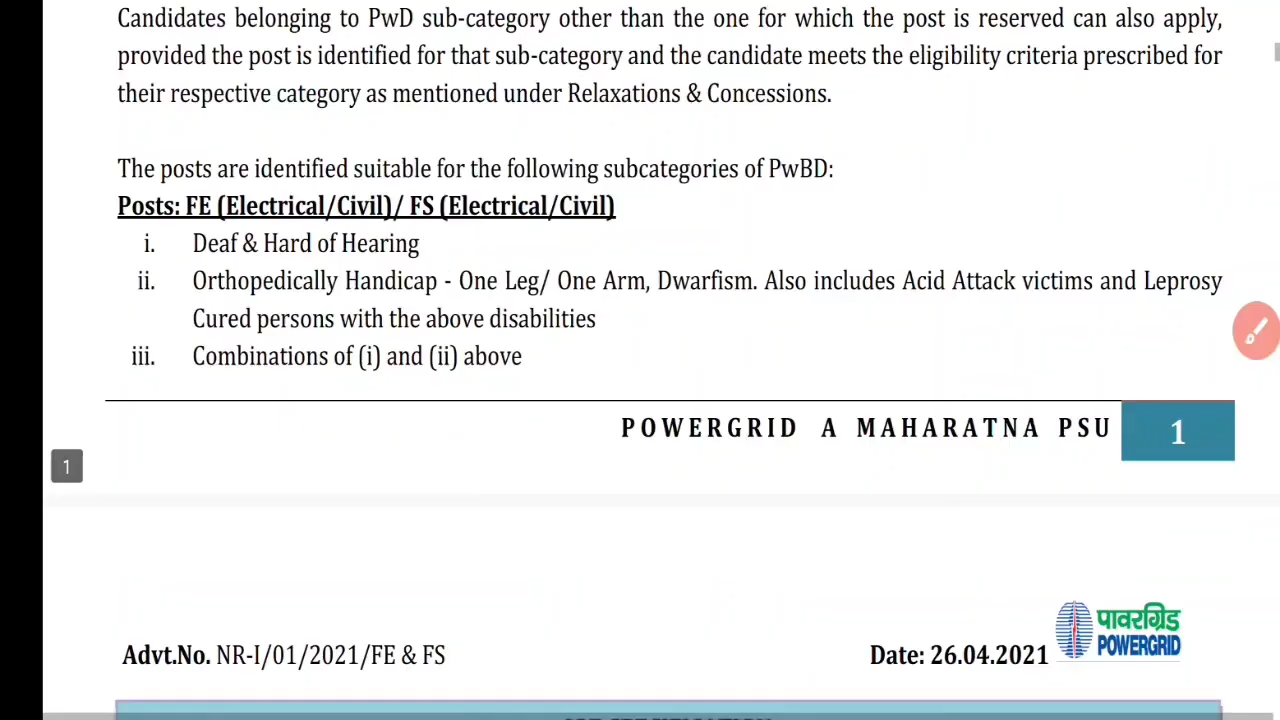 Candidates belonging to PwD sub-category other than the one for which the post is reserved can also apply,
provided the post is identified for that sub-category and the candidate meets the eligibility criteria prescribed for
their respective category as mentioned under Relaxations & Concessions.
The posts are identified suitable for the following subcategories of PwBD:
Posts: FE (Electrical/Civil)/ FS (Electrical/Civil)
i. Deaf & Hard of Hearing
ii. Orthopedically Handicap - One Leg/ One Arm, Dwarfism. Also includes Acid Attack victims and Leprosy
Cured persons with the above disabilities
iii. Combinations of (i) and (ii) above
POWERGRID A MAHARATNA PSU 1
1
पावरग्रिड
POWERGRID
Advt.No. NR-I/01/2021/FE & FS Date: 26.04.2021